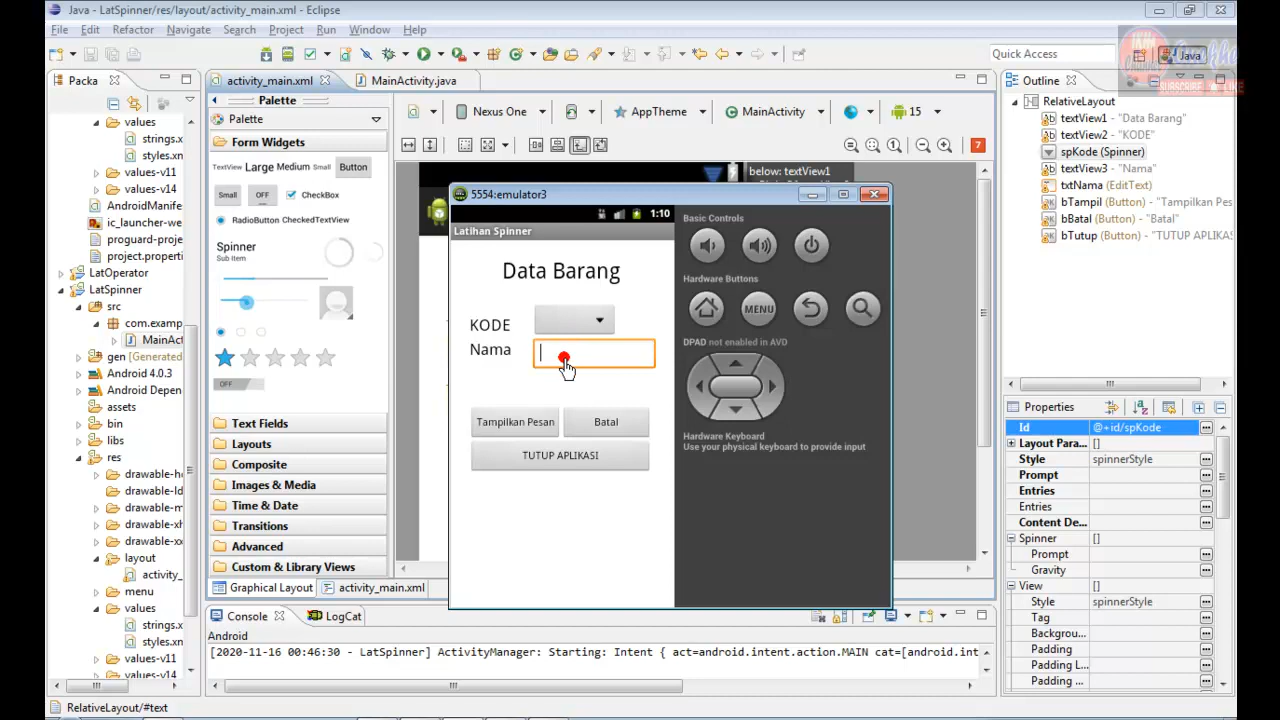 Java - LatSpinner/res/layout/activity_main.xml - Eclipse
File Edit Refactor Navigate Search Project Run Window Help
Quick Access
Java
SUBSCRIBE LIKE
Packa
values
strings.xn
styles.xn
values-v11
values-v14
AndroidManife
ic_launcher-we
proguard-proje
project.properti
LatOperator
LatSpinner
src
com.examp
MainAct
gen [Generated
Android 4.0.3
Android Depen
assets
bin
libs
res
drawable-hc
drawable-ld
drawable-m
drawable-xh
drawable-xx
layout
activity_
menu
values
strings.x
styles.xn
values-v11
values-v14
activity_main.xml
MainActivity.java
Palette
Palette
Form Widgets
TextView Large Medium Small Button
Small OFF CheckBox
RadioButton CheckedTextView
Spinner
Sub Item
OFF
Text Fields
Layouts
Composite
Images & Media
Time & Date
Transitions
Advanced
Custom & Library Views
Graphical Layout
activity_main.xml
Nexus One
AppTheme
MainActivity
15
7
below: textView1
5554:emulator3
1:10
Latihan Spinner
Data Barang
KODE
Nama
Tampilkan Pesan
Batal
TUTUP APLIKASI
Basic Controls
Hardware Buttons
MENU
DPAD not enabled in AVD
Hardware Keyboard
Use your physical keyboard to provide input
Console
LogCat
Android
[2020-11-16 00:46:30 - LatSpinner] ActivityManager: Starting: Intent { act=android.intent.action.MAIN cat=[android.int
Outline
RelativeLayout
textView1 - "Data Barang"
textView2 - "KODE"
spKode (Spinner)
textView3 - "Nama"
txtNama (EditText)
bTampil (Button) - "Tampilkan Pes
bBatal (Button) - "Batal"
bTutup (Button) - "TUTUP APLIKAS
Properties
Id @+id/spKode
Layout Para... []
Style spinnerStyle
Prompt
Entries
Entries
Content De...
Spinner []
Prompt
Gravity
View []
Style spinnerStyle
Tag
Backgrou...
Padding
Padding L...
Padding ...
RelativeLayout/#text